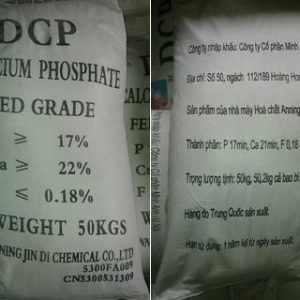 DCP
CIUM PHOSPHATE
ED GRADE
≥ 17%
a ≥ 22%
≤ 0.18%
WEIGHT 50KGS
NING JIN DI CHEMICAL CO.,LTD
5300FA009
CN5300531309
Công ty nhập khẩu: Công ty Cổ phần Minh
Địa chỉ: Số 50, ngách 112/189 Hoàng Ho
Sản phẩm của nhà máy Hoá chất Anning
Thành phần: P 17min, Ca 21min, F 0,18
Trọng lượng tịnh: 50kg, 50,2kg cả bao bì
Hàng do Trung Quốc sản xuất.
Hạn sử dụng: 1 năm kể từ ngày sản xuất.